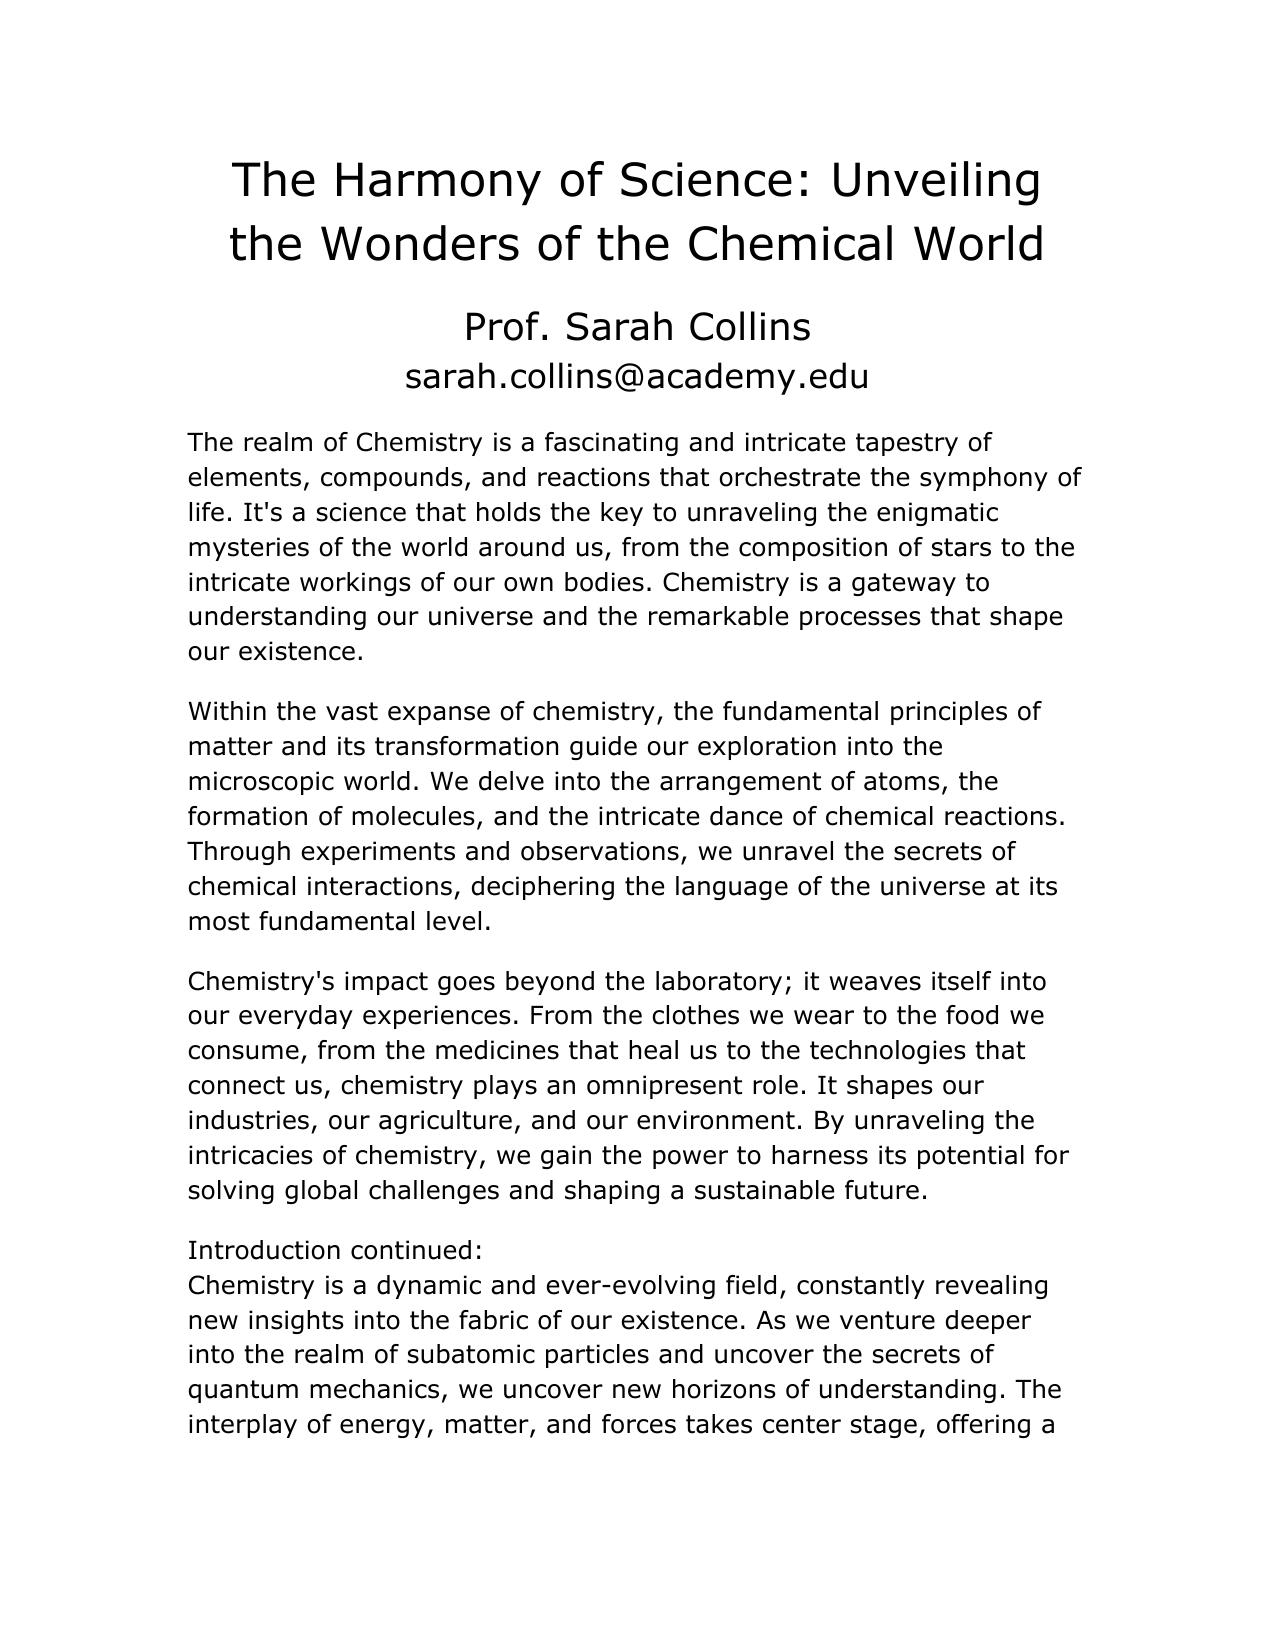 The Harmony of Science: Unveiling
the Wonders of the Chemical World
Prof. Sarah Collins
sarah.collins@academy.edu
The realm of Chemistry is a fascinating and intricate tapestry of
elements, compounds, and reactions that orchestrate the symphony of
life. It's a science that holds the key to unraveling the enigmatic
mysteries of the world around us, from the composition of stars to the
intricate workings of our own bodies. Chemistry is a gateway to
understanding our universe and the remarkable processes that shape
our existence.
Within the vast expanse of chemistry, the fundamental principles of
matter and its transformation guide our exploration into the
microscopic world. We delve into the arrangement of atoms, the
formation of molecules, and the intricate dance of chemical reactions.
Through experiments and observations, we unravel the secrets of
chemical interactions, deciphering the language of the universe at its
most fundamental level.
Chemistry's impact goes beyond the laboratory; it weaves itself into
our everyday experiences. From the clothes we wear to the food we
consume, from the medicines that heal us to the technologies that
connect us, chemistry plays an omnipresent role. It shapes our
industries, our agriculture, and our environment. By unraveling the
intricacies of chemistry, we gain the power to harness its potential for
solving global challenges and shaping a sustainable future.
Introduction continued:
Chemistry is a dynamic and ever-evolving field, constantly revealing
new insights into the fabric of our existence. As we venture deeper
into the realm of subatomic particles and uncover the secrets of
quantum mechanics, we uncover new horizons of understanding. The
interplay of energy, matter, and forces takes center stage, offering a